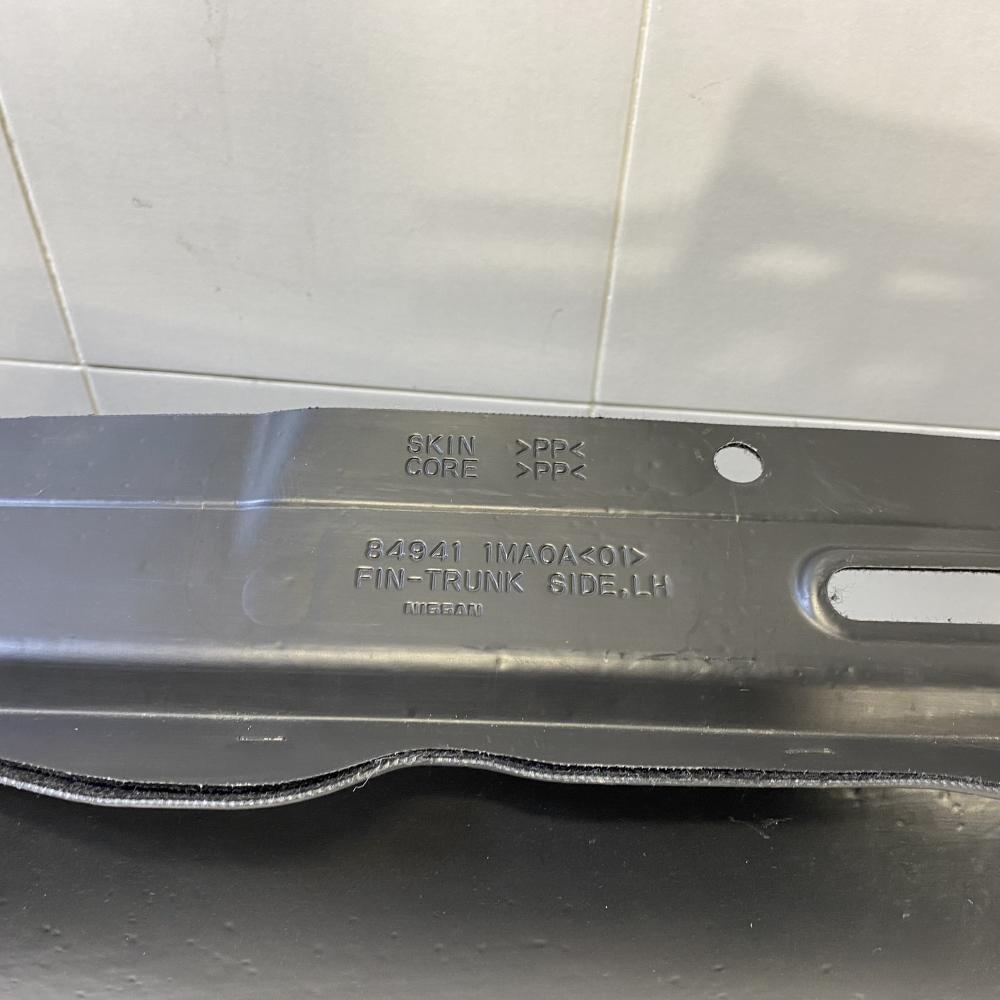 SKIN >PP<
CORE >PP<
84941 1MA0A<01>
FIN-TRUNK SIDE,LH
NISSAN